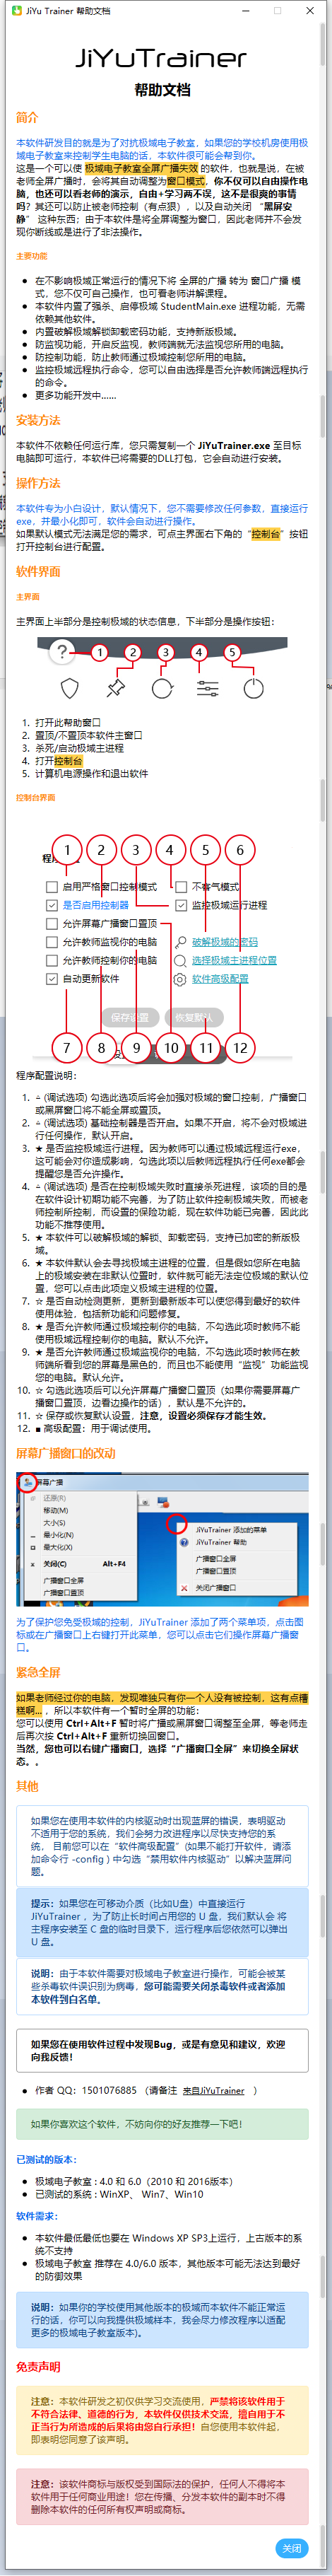 JiYu Trainer 帮助文档
JiYuTrainer
帮助文档
简介
本软件研发目的就是为了对抗极域电子教室，如果您的学校机房使用极
域电子教室来控制学生电脑的话，本软件很可能会帮到你。
这是一个可以使 极域电子教室全屏广播失效 的软件，也就是说，在被
老师全屏广播时，会将其自动调整为窗口模式，你不仅可以自由操作电
脑，也还可以看老师的演示，自由+学习两不误，这不是很爽的事情
吗？其还可以防止被老师控制（有点狠），以及自动关闭 “黑屏安
静” 这种东西；由于本软件是将全屏调整为窗口，因此老师并不会发
现你断线或是进行了非法操作。
主要功能
在不影响极域正常运行的情况下将 全屏的广播 转为 窗口广播 模
式，您不仅可自己操作，也可看老师讲解课程。
本软件内置了强杀、启停极域 StudentMain.exe 进程功能，无需
依赖其他软件。
内置破解极域解锁卸载密码功能，支持新版极域。
防监视功能，开启反监视，教师端就无法监视您所用的电脑。
防控制功能，防止教师通过极域控制您所用的电脑。
监控极域远程执行命令，您可以自由选择是否允许教师端远程执行
的命令。
更多功能开发中......
安装方法
本软件不依赖任何运行库，您只需复制一个 JiYuTrainer.exe 至目标
电脑即可运行，本软件已将需要的DLL打包，它会自动进行安装。
操作方法
本软件专为小白设计，默认情况下，您不需要修改任何参数，直接运行
exe，并最小化即可，软件会自动进行操作。
如果默认模式无法满足您的需求，可点主界面右下角的“控制台”按钮
打开控制台进行配置。
软件界面
主界面
主界面上半部分是控制极域的状态信息，下半部分是操作按钮：
? 1 2 3 4 5
1. 打开此帮助窗口
2. 置顶/不置顶本软件主窗口
3. 杀死/启动极域主进程
4. 打开控制台
5. 计算机电源操作和退出软件
控制台界面
1 2 3 4 5 6
启用严格窗口控制模式 不客气模式
是否启用控制器 监控极域运行进程
允许屏幕广播窗口置顶
允许教师监视你的电脑 破解极域的密码
允许教师控制你的电脑 选择极域主进程位置
自动更新软件 软件高级配置
保存设置 恢复默认
7 8 9 10 11 12
程序配置说明：
1. ÷ (调试选项) 勾选此选项后将会加强对极域的窗口控制，广播窗口
或黑屏窗口将不能全屏或置顶。
2. ÷ (调试选项) 基础控制器是否开启。如果不开启，将不会对极域进
行任何操作，默认开启。
3. ★ 是否监控极域运行进程。因为教师可以通过极域远程运行exe，
这可能会对你造成影响，勾选此项以后教师远程执行任何exe都会
提醒您是否允许操作。
4. ÷ (调试选项) 是否在控制极域失败时直接杀死进程，该项的目的是
在软件设计初期功能不完善，为了防止软件控制极域失败，而被老
师控制所控制，而设置的保险功能，现在软件功能已完善，因此此
功能不推荐使用。
5. ★ 本软件可以破解极域的解锁、卸载密码，支持已加密的新版极
域。
6. ★ 本软件默认会去寻找极域主进程的位置，但是假如您所在电脑
上的极域安装在非默认位置时，软件就可能无法定位极域的默认位
置，您可以点击此项定义极域主进程的位置。
7. ☆ 是否自动检测更新，更新到最新版本可以使您得到最好的软件
使用体验，包括新功能和问题修复。
8. ★ 是否允许教师通过极域控制你的电脑，不勾选此项时教师不能
使用极域远程控制你的电脑。默认不允许。
9. ★ 是否允许教师通过极域监视你的电脑，不勾选此项时教师在教
师端所看到您的屏幕是黑色的，而且也不能使用“监视”功能监视
您的电脑。默认允许。
10. ☆ 勾选此选项后可以允许屏幕广播窗口置顶（如果你需要屏幕广
播窗口置顶，边看边操作的话），默认是不允许的。
11. ☆ 保存或恢复默认设置，注意，设置必须保存才能生效。
12. ■ 高级配置：用于调试使用。
屏幕广播窗口的改动
屏幕广播
还原(R)
移动(M)
大小(S)
最小化(N)
最大化(X)
关闭(C) Alt+F4
广播窗口全屏
广播窗口置顶
JiYuTrainer 添加的菜单
JiYuTrainer 帮助
广播窗口全屏
广播窗口置顶
关闭广播窗口
为了保护您免受极域的控制，JiYuTrainer 添加了两个菜单项，点击图
标或在广播窗口上右键打开此菜单，您可以点击它们操作屏幕广播窗
口。
紧急全屏
如果老师经过你的电脑，发现唯独只有你一个人没有被控制，这有点糟
糕啊...，所以本软件有一个暂时全屏的功能：
您可以使用 Ctrl+Alt+F 暂时将广播或黑屏窗口调整至全屏，等老师走
后再次按 Ctrl+Alt+F 重新切换回窗口。
当然，您也可以右键广播窗口，选择“广播窗口全屏”来切换全屏状
态。。
其他
如果您在使用本软件的内核驱动时出现蓝屏的错误，表明驱动
不适用于您的系统，我们会努力改进程序以尽快支持您的系
统， 目前您可以在“软件高级配置”(如果不能打开软件，请添
加命令行 -config ) 中勾选“禁用软件内核驱动”以解决蓝屏问
题。
提示：如果您在可移动介质（比如U盘）中直接运行
JiYuTrainer ，为了防止长时间占用您的 U 盘，我们默认会 将
主程序安装至 C 盘的临时目录下，运行程序后您依然可以弹出
U 盘。
说明：由于本软件需要对极域电子教室进行操作，可能会被某
些杀毒软件误识别为病毒，您可能需要关闭杀毒软件或者添加
本软件到白名单。
如果您在使用软件过程中发现Bug，或是有意见和建议，欢迎
向我反馈！
作者 QQ：1501076885 （请备注 来自JiYuTrainer ）
如果你喜欢这个软件，不妨向你的好友推荐一下吧！
已测试的版本：
极域电子教室 : 4.0 和 6.0（2010 和 2016版本）
已测试的系统 : WinXP、 Win7、Win10
软件需求：
本软件最低最低也要在 Windows XP SP3上运行，上古版本的系
统不支持
极域电子教室 推荐在 4.0/6.0 版本，其他版本可能无法达到最好
的防御效果
说明：如果你的学校使用其他版本的极域而本软件不能正常运
行的话，你可以向我提供极域样本，我会尽力修改程序以适配
更多的极域电子教室版本)。
免责声明
注意：本软件研发之初仅供学习交流使用，严禁将该软件用于
不符合法律、道德的行为，本软件仅供技术交流，擅自用于不
正当行为所造成的后果将由您自行承担！自您使用本软件起，
即表明您同意了该声明。
注意：该软件商标与版权受到国际法的保护，任何人不得将本
软件用于任何商业用途！您在传播、分发本软件的副本时不得
删除本软件的任何所有权声明或商标。
关闭